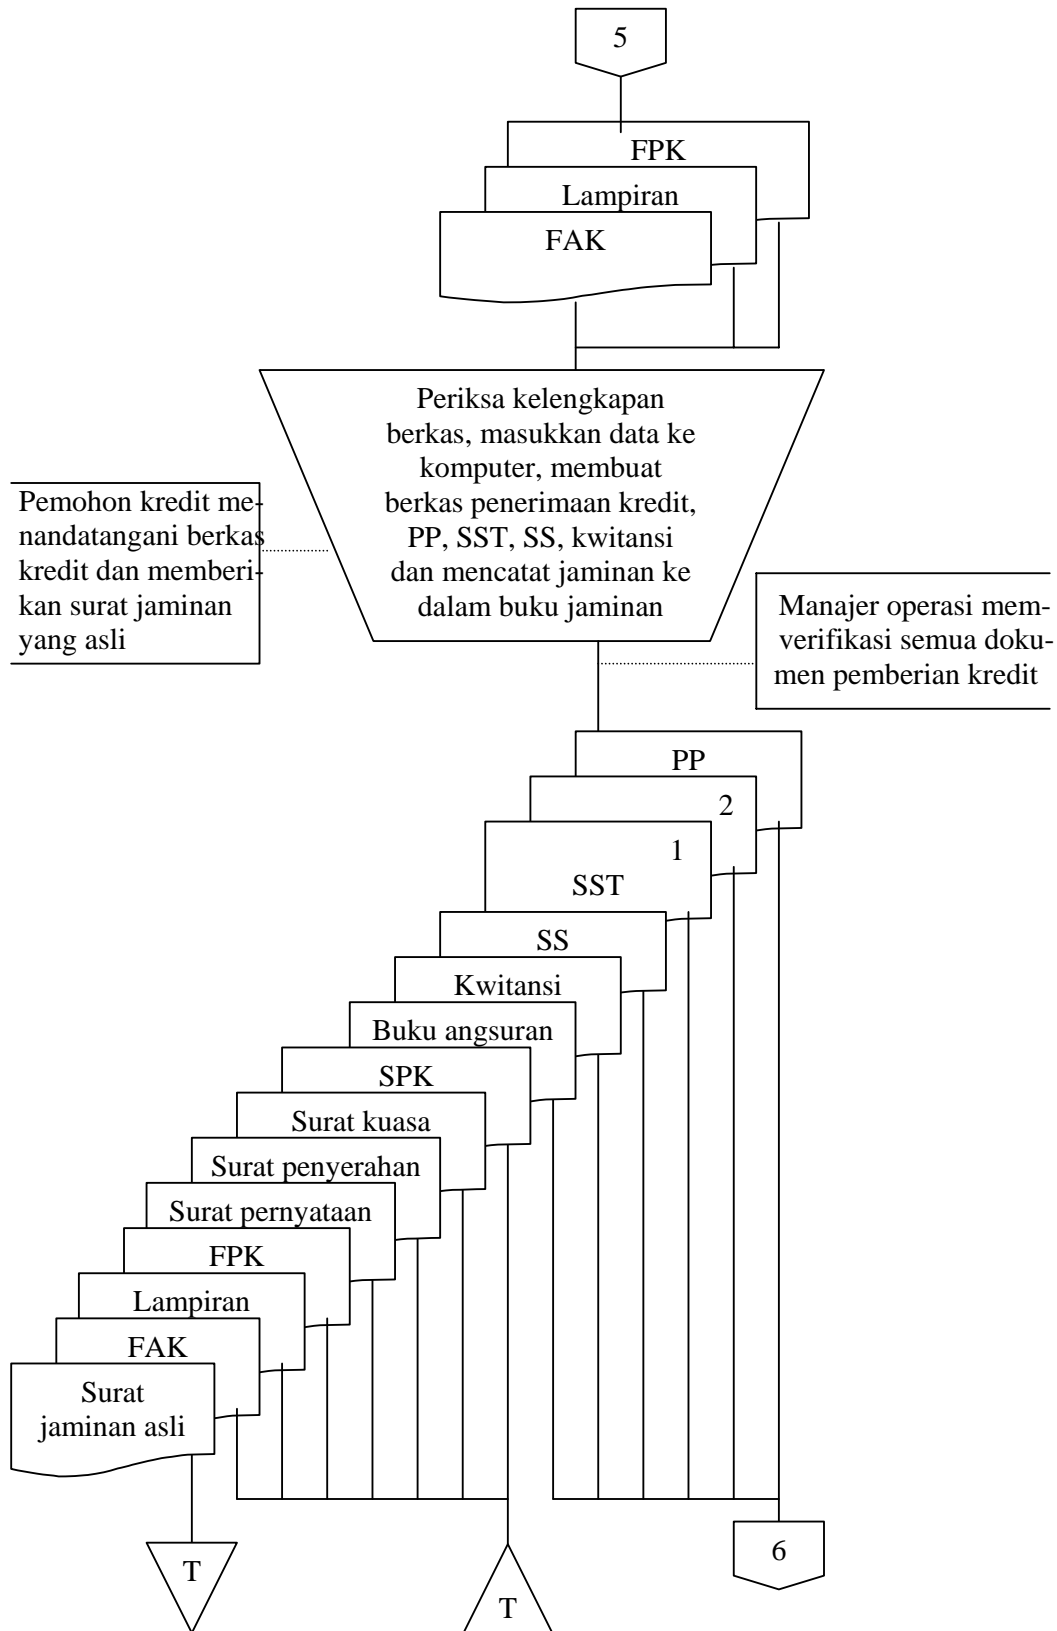 5
FPK
Lampiran
FAK
Periksa kelengkapan
berkas, masukkan data ke
komputer, membuat
berkas penerimaan kredit,
PP, SST, SS, kwitansi
dan mencatat jaminan ke
dalam buku jaminan
Pemohon kredit me-
nandatangani berkas
kredit dan memberi-
kan surat jaminan
yang asli
Manajer operasi mem-
verifikasi semua doku-
men pemberian kredit
PP
2
1
SST
SS
Kwitansi
Buku angsuran
SPK
Surat kuasa
Surat penyerahan
Surat pernyataan
FPK
Lampiran
FAK
Surat
jaminan asli
T
T
6